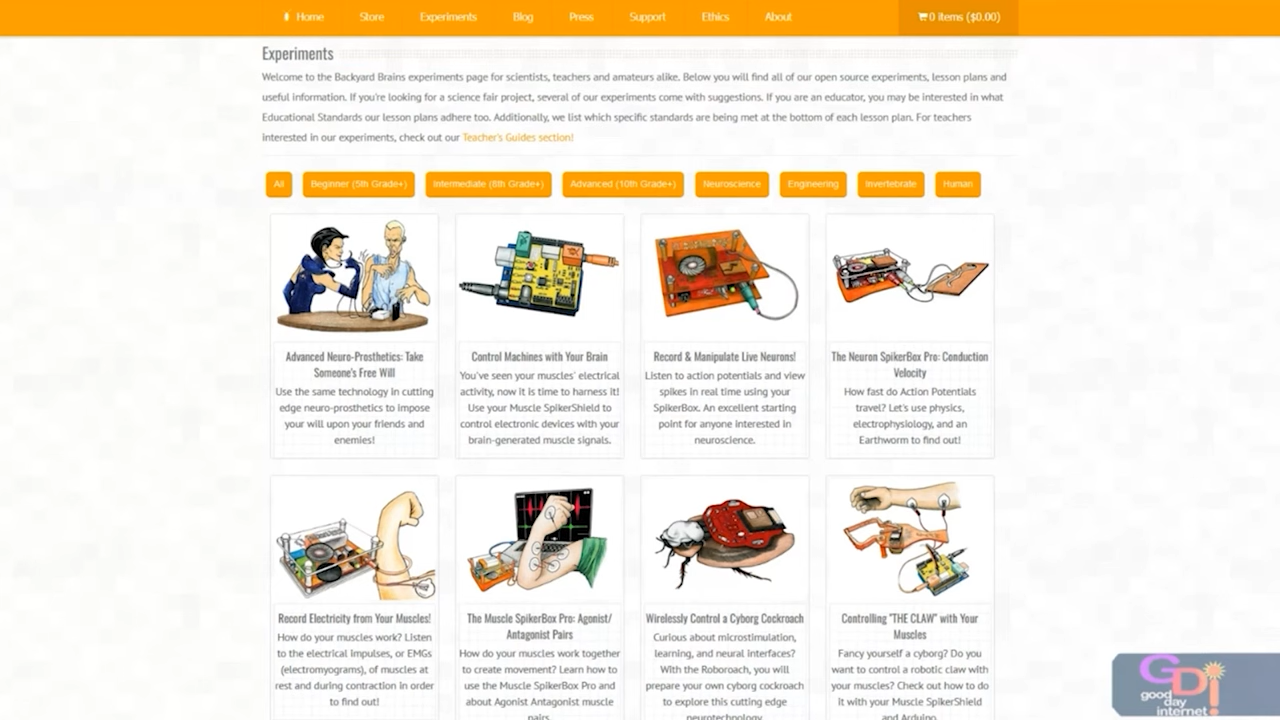 Home Store Experiments Blog Press Support Ethics About 0 items ($0.00)
Experiments
Welcome to the Backyard Brains experiments page for scientists, teachers and amateurs alike. Below you will find all of our open source experiments, lesson plans and
useful information. If you're looking for a science fair project, several of our experiments come with suggestions. If you are an educator, you may be interested in what
Educational Standards our lesson plans adhere too. Additionally, we list which specific standards are being met at the bottom of each lesson plan. For teachers
interested in our experiments, check out our Teacher's Guides section!
All Beginner (5th Grade+) Intermediate (8th Grade+) Advanced (10th Grade+) Neuroscience Engineering Invertebrate Human
Advanced Neuro-Prosthetics: Take
Someone's Free Will
Use the same technology in cutting
edge neuro-prosthetics to impose
your will upon your friends and
enemies!
Control Machines with Your Brain
You've seen your muscles' electrical
activity, now it is time to harness it!
Use your Muscle SpikerShield to
control electronic devices with your
brain-generated muscle signals.
Record & Manipulate Live Neurons!
Listen to action potentials and view
spikes in real time using your
SpikerBox. An excellent starting
point for anyone interested in
neuroscience.
The Neuron SpikerBox Pro: Conduction
Velocity
How fast do Action Potentials
travel? Let's use physics,
electrophysiology, and an
Earthworm to find out!
Record Electricity from Your Muscles!
How do your muscles work? Listen
to the electrical impulses, or EMGs
(electromyograms), of muscles at
rest and during contraction in order
to find out!
The Muscle SpikerBox Pro: Agonist/
Antagonist Pairs
How do your muscles work together
to create movement? Learn how to
use the Muscle SpikerBox Pro and
about Agonist Antagonist muscle
pairs.
Wirelessly Control a Cyborg Cockroach
Curious about microstimulation,
learning, and neural interfaces?
With the Roboroach, you will
prepare your own cyborg cockroach
to explore this cutting edge
neurotechnology
Controlling "THE CLAW" with Your
Muscles
Fancy yourself a cyborg? Do you
want to control a robotic claw with
your muscles? Check out how to do
it with your Muscle SpikerShield
and Arduino.
GDi
good
day
internet